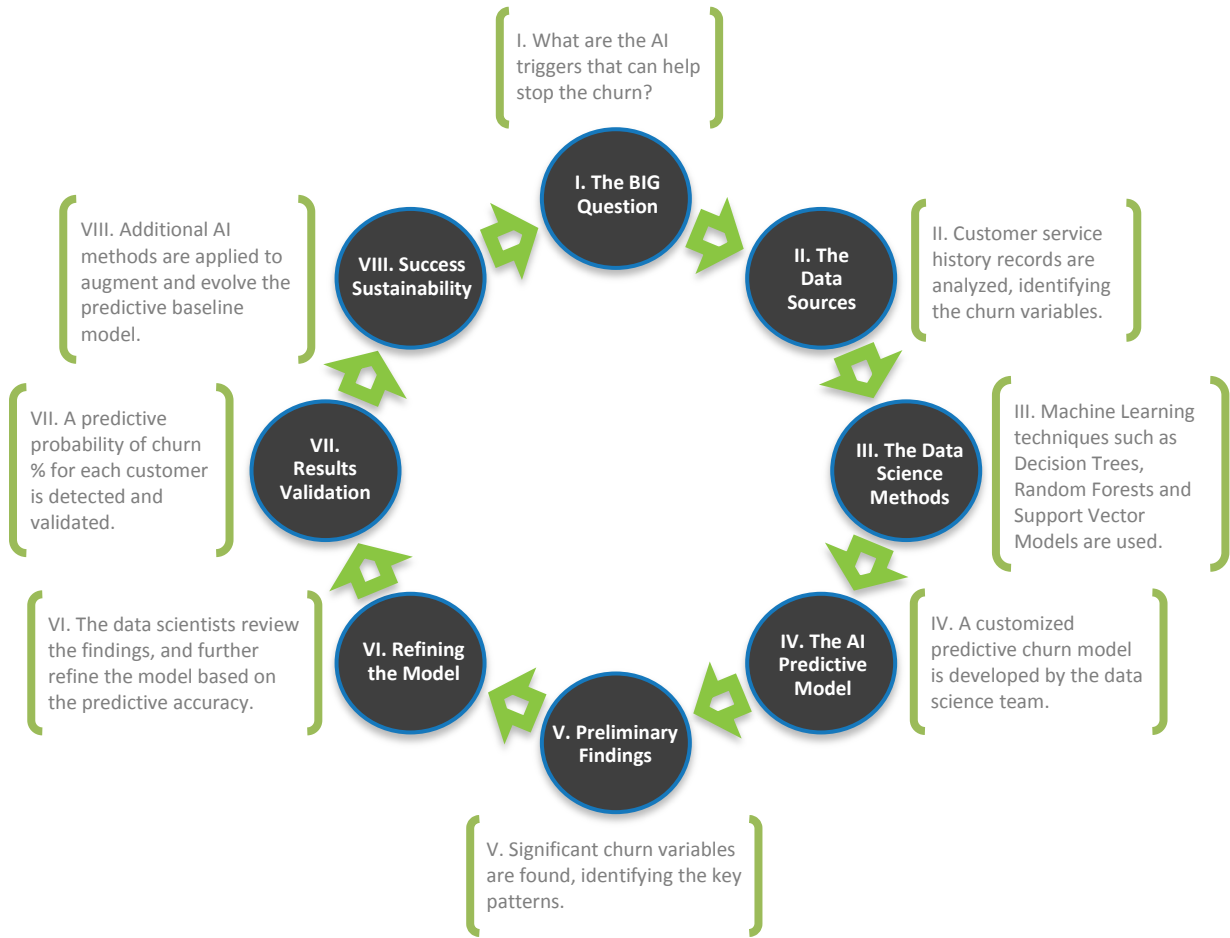 I. What are the AI
triggers that can help
stop the churn?
I. The BIG
Question
II. The
Data
Sources
II. Customer service
history records are
analyzed, identifying
the churn variables.
III. The Data
Science
Methods
III. Machine Learning
techniques such as
Decision Trees,
Random Forests and
Support Vector
Models are used.
IV. The AI
Predictive
Model
IV. A customized
predictive churn model
is developed by the data
science team.
V. Preliminary
Findings
V. Significant churn variables
are found, identifying the key
patterns.
VI. Refining
the Model
VI. The data scientists review
the findings, and further
refine the model based on
the predictive accuracy.
VII.
Results
Validation
VII. A predictive
probability of churn
% for each customer
is detected and
validated.
VIII. Success
Sustainability
VIII. Additional AI
methods are applied to
augment and evolve the
predictive baseline
model.